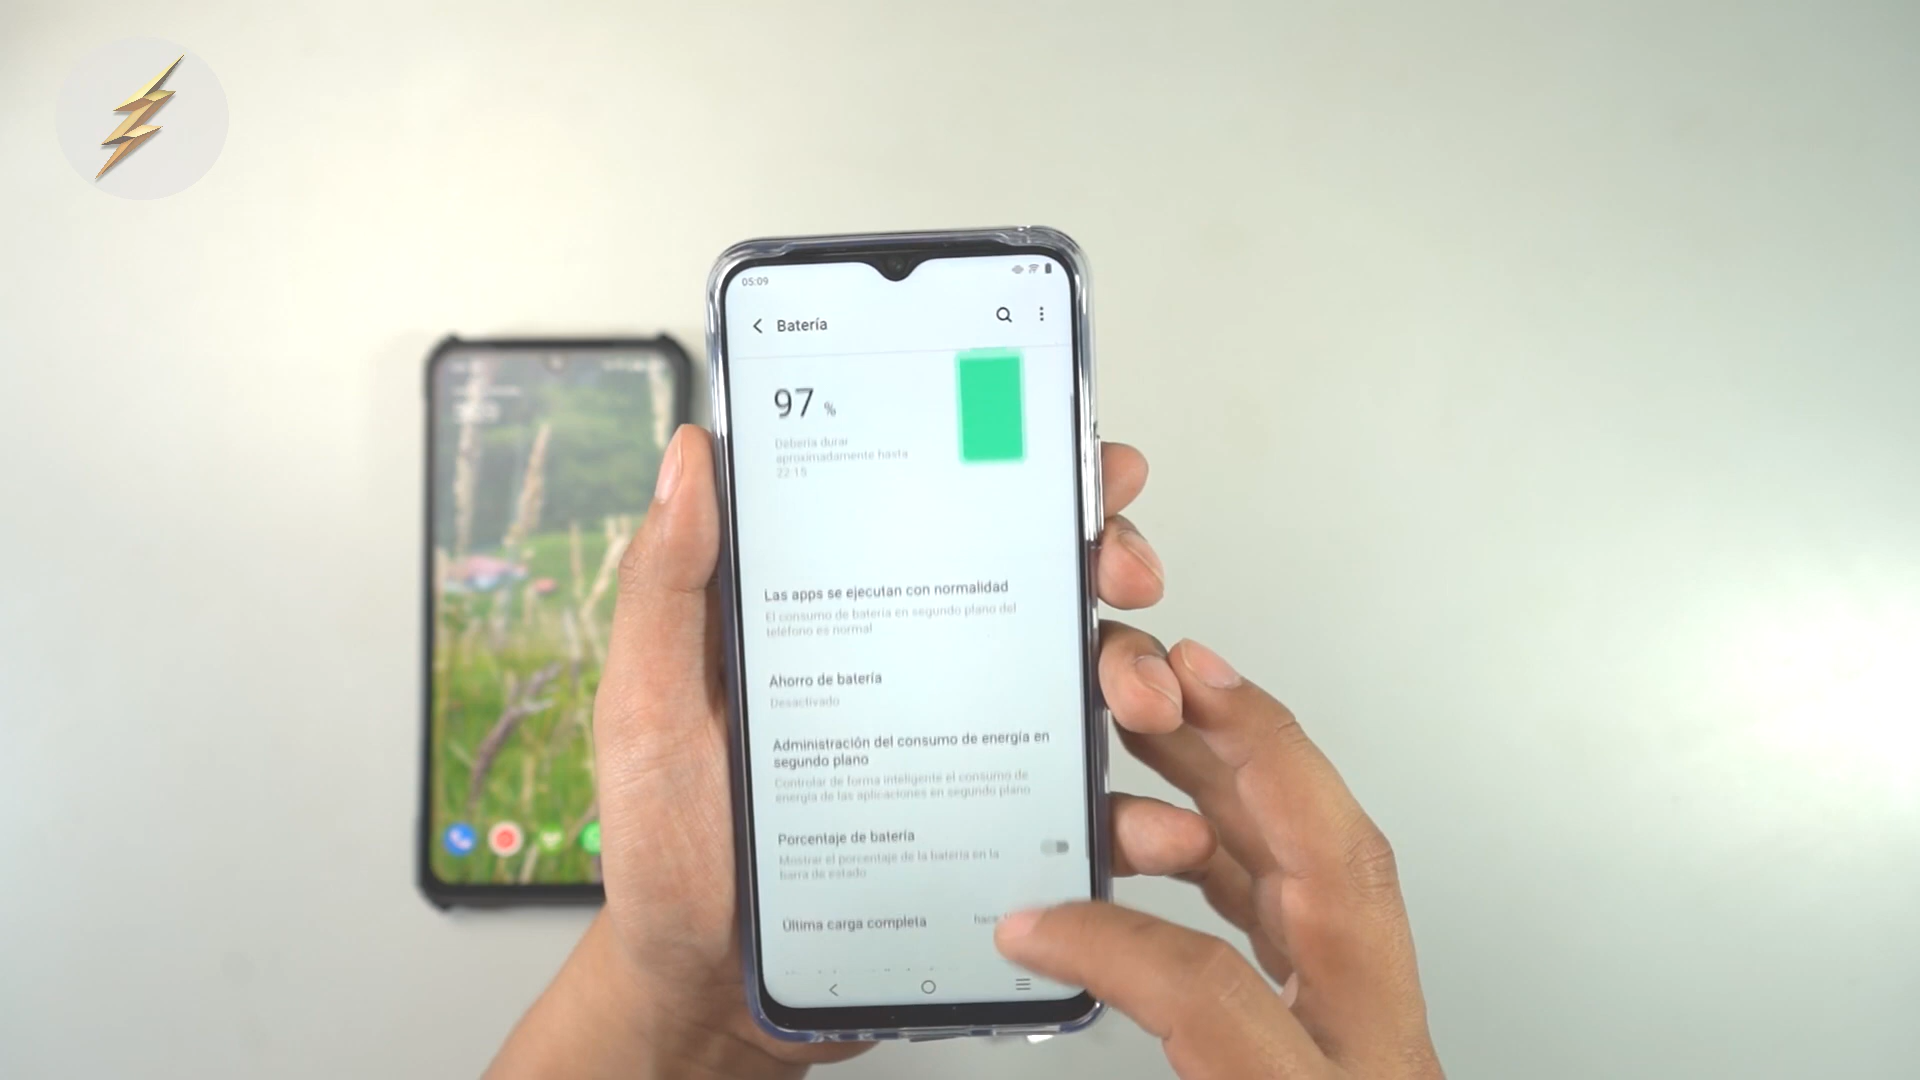 05:09
Batería
97 %
Debería durar
aproximadamente hasta
22:15
Las apps se ejecutan con normalidad
El consumo de batería en segundo plano del
teléfono es normal
Ahorro de batería
Desactivado
Administración del consumo de energía en
segundo plano
Controlar de forma inteligente el consumo de
energía de las aplicaciones en segundo plano
Porcentaje de batería
Mostrar el porcentaje de la batería en la
barra de estado
Última carga completa
hace